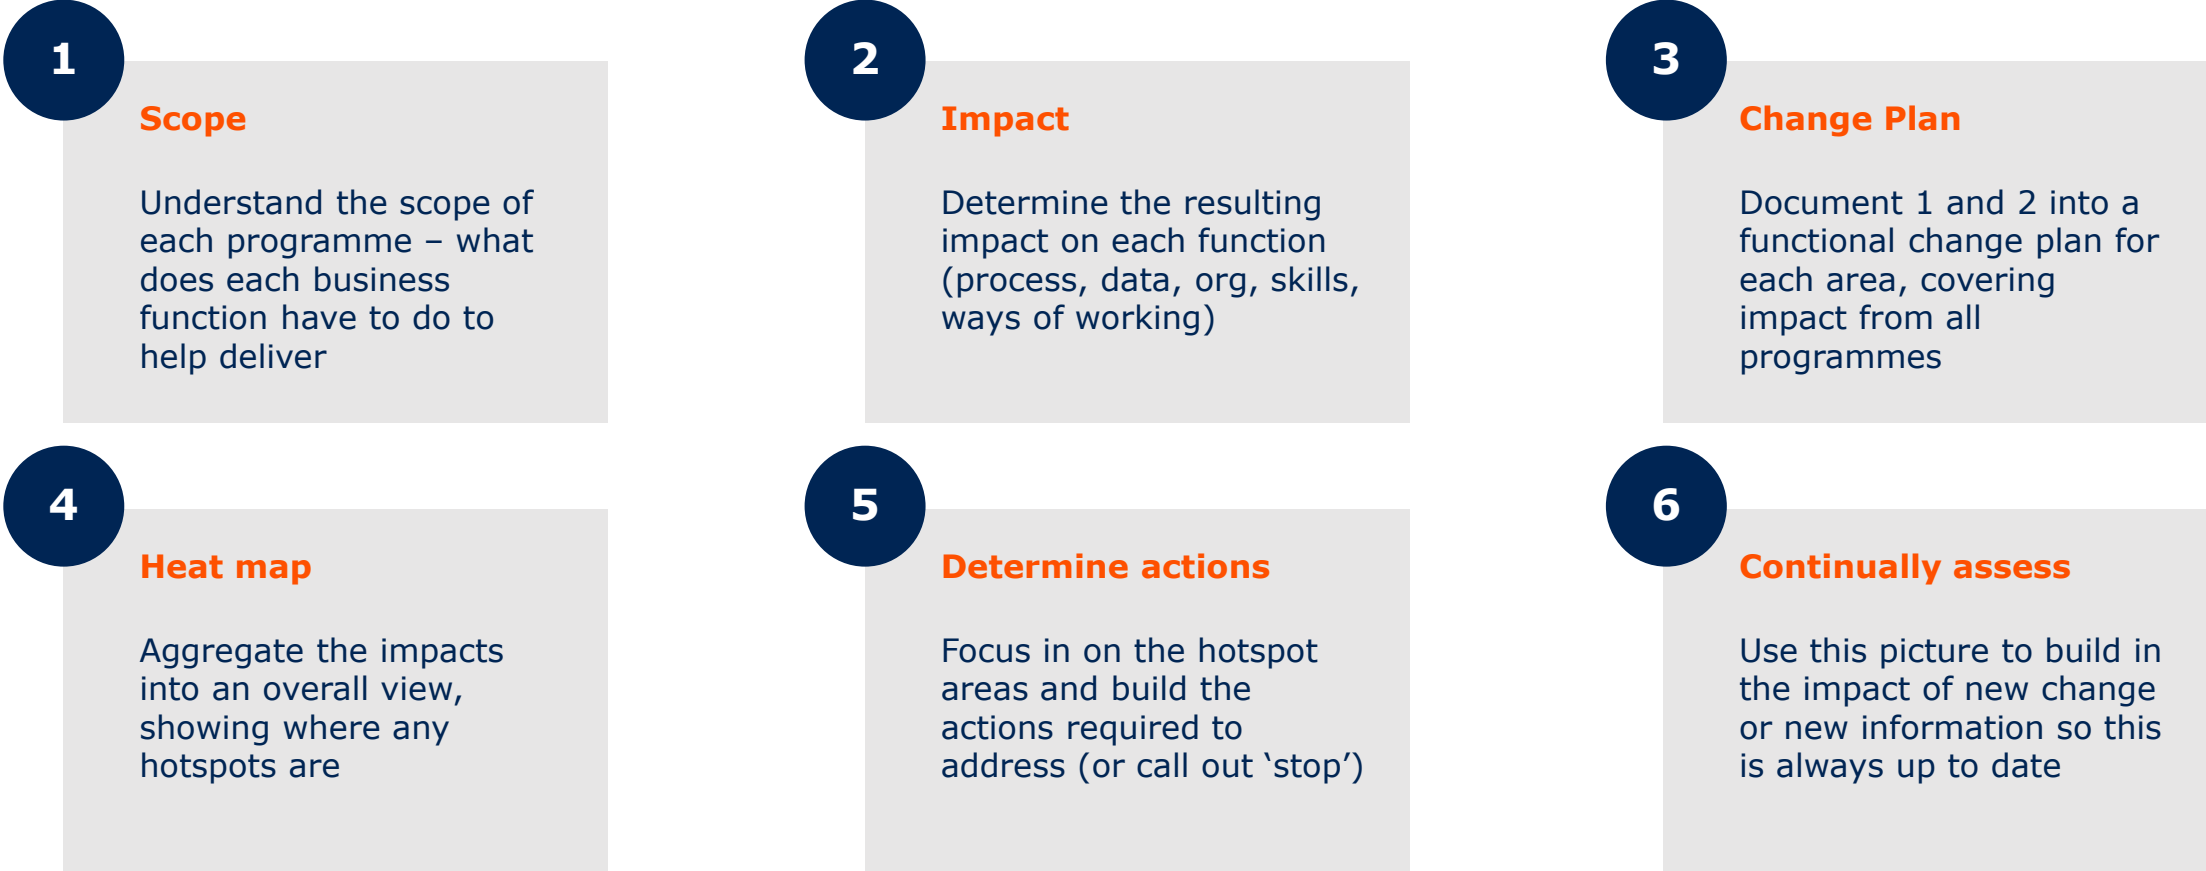 1
Scope
Understand the scope of
each programme – what
does each business
function have to do to
help deliver
2
Impact
Determine the resulting
impact on each function
(process, data, org, skills,
ways of working)
3
Change Plan
Document 1 and 2 into a
functional change plan for
each area, covering
impact from all
programmes
4
Heat map
Aggregate the impacts
into an overall view,
showing where any
hotspots are
5
Determine actions
Focus in on the hotspot
areas and build the
actions required to
address (or call out ‘stop’)
6
Continually assess
Use this picture to build in
the impact of new change
or new information so this
is always up to date